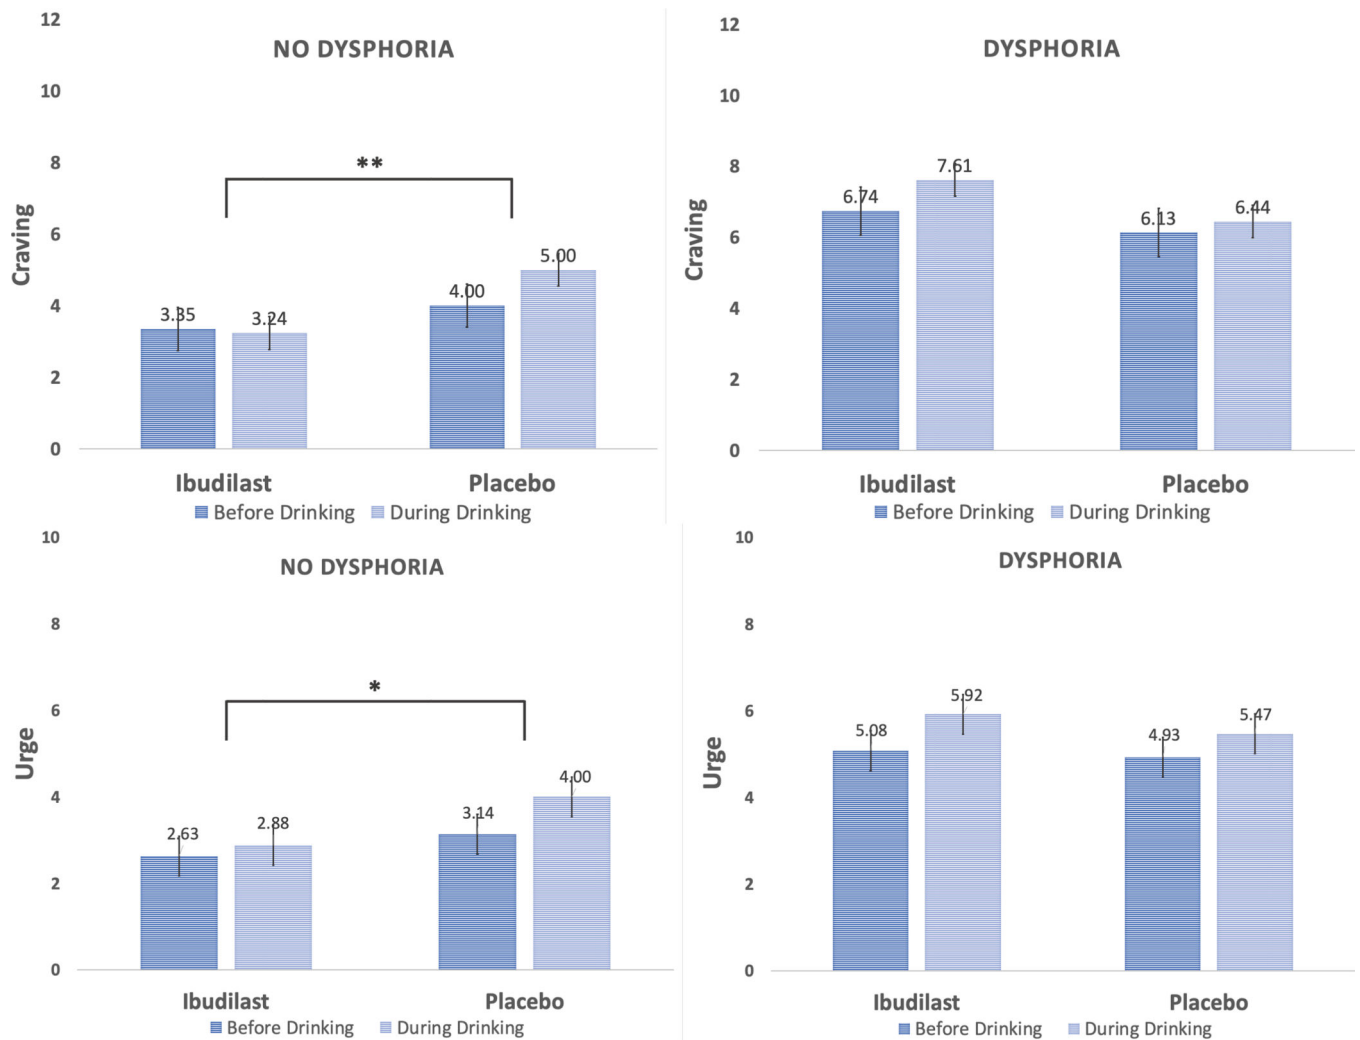 NO DYSPHORIA
12
10
8
6
4
2
0
Craving
**
3.35
3.24
4.00
5.00
Ibudilast
Placebo
Before Drinking
During Drinking
DYSPHORIA
12
10
8
6
4
2
0
Craving
6.74
7.61
6.13
6.44
Ibudilast
Placebo
Before Drinking
During Drinking
NO DYSPHORIA
10
8
6
4
2
0
Urge
*
2.63
2.88
3.14
4.00
Ibudilast
Placebo
Before Drinking
During Drinking
DYSPHORIA
10
8
6
4
2
0
Urge
5.08
5.92
4.93
5.47
Ibudilast
Placebo
Before Drinking
During Drinking